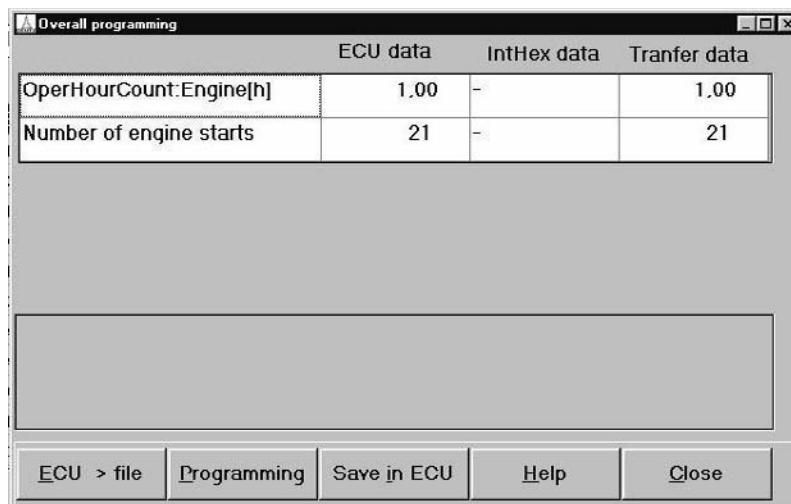 Overall programming
ECU data IntHex data Tranfer data
OperHourCount:Engine[h] 1,00 - 1,00
Number of engine starts 21 - 21
ECU > file Programming Save in ECU Help Close